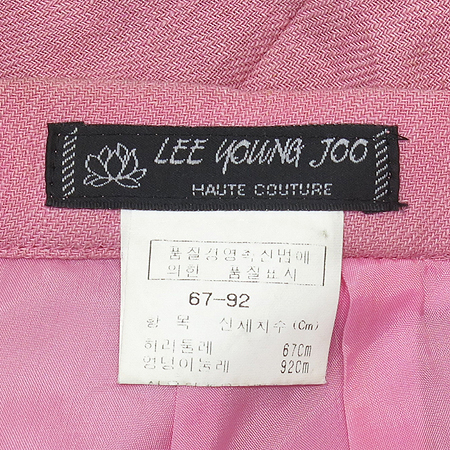 LEE YOUNG JOO
HAUTE COUTURE
품질경영촉진법에
의한 품질표시
67-92
항 목 신체치수(Cm)
허리둘레 67Cm
엉덩이둘레 92Cm